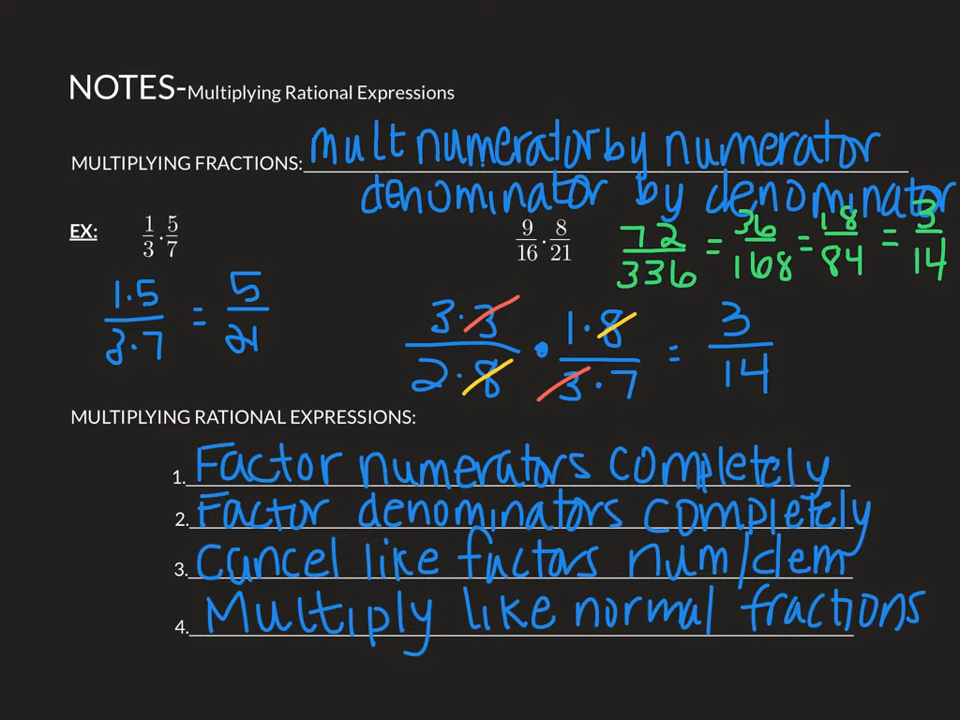 NOTES-Multiplying Rational Expressions
MULTIPLYING FRACTIONS: mult numerator by numerator
denominator by denominator
EX: 1/3 · 5/7
9/16 · 8/21
72/336 = 36/168 = 18/84 = 3/14
1·5/3·7 = 5/21
3·3/2·8 · 1·8/3·7 = 3/14
MULTIPLYING RATIONAL EXPRESSIONS:
1. Factor numerators completely
2. Factor denominators completely
3. Cancel like factors num/dem
4. Multiply like normal fractions